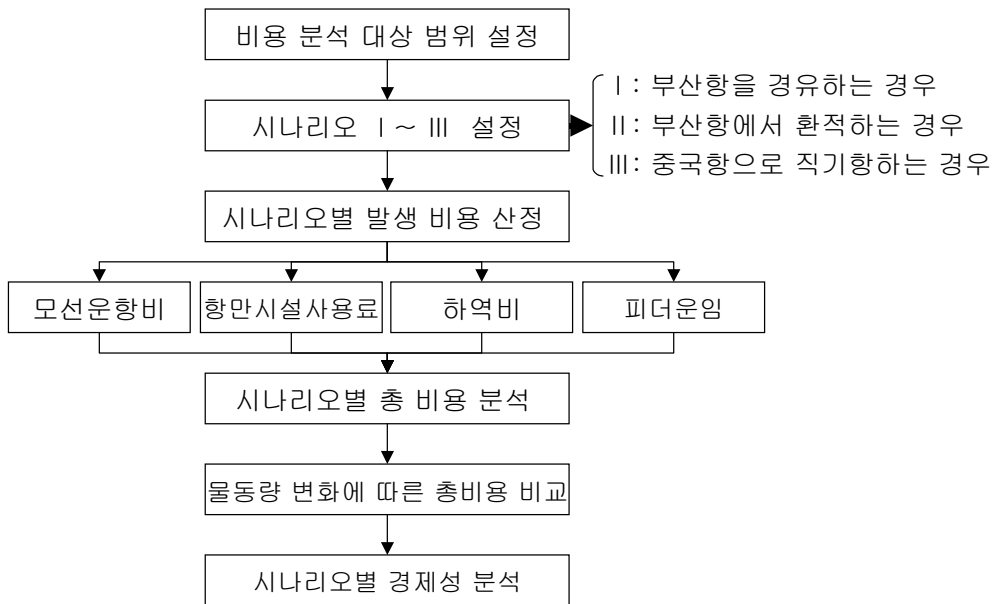 비용 분석 대상 범위 설정
시나리오 Ⅰ～Ⅲ 설정
Ⅰ: 부산항을 경유하는 경우
Ⅱ: 부산항에서 환적하는 경우
Ⅲ: 중국항으로 직기항하는 경우
시나리오별 발생 비용 산정
모선운항비
항만시설사용료
하역비
피더운임
시나리오별 총 비용 분석
물동량 변화에 따른 총비용 비교
시나리오별 경제성 분석